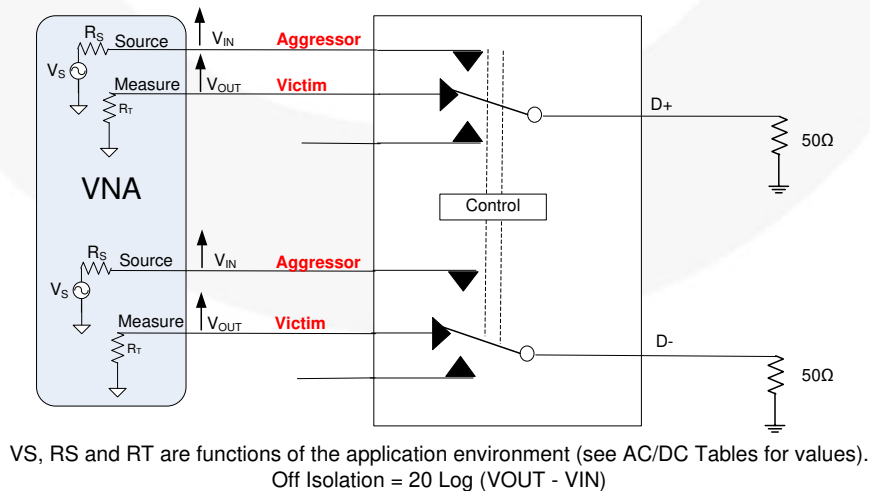 RS Source VIN Aggressor
VS
Measure VOUT Victim
RT
D+
50Ω
VNA
Control
RS Source VIN Aggressor
VS
Measure VOUT Victim
RT
D-
50Ω
VS, RS and RT are functions of the application environment (see AC/DC Tables for values).
Off Isolation = 20 Log (VOUT - VIN)